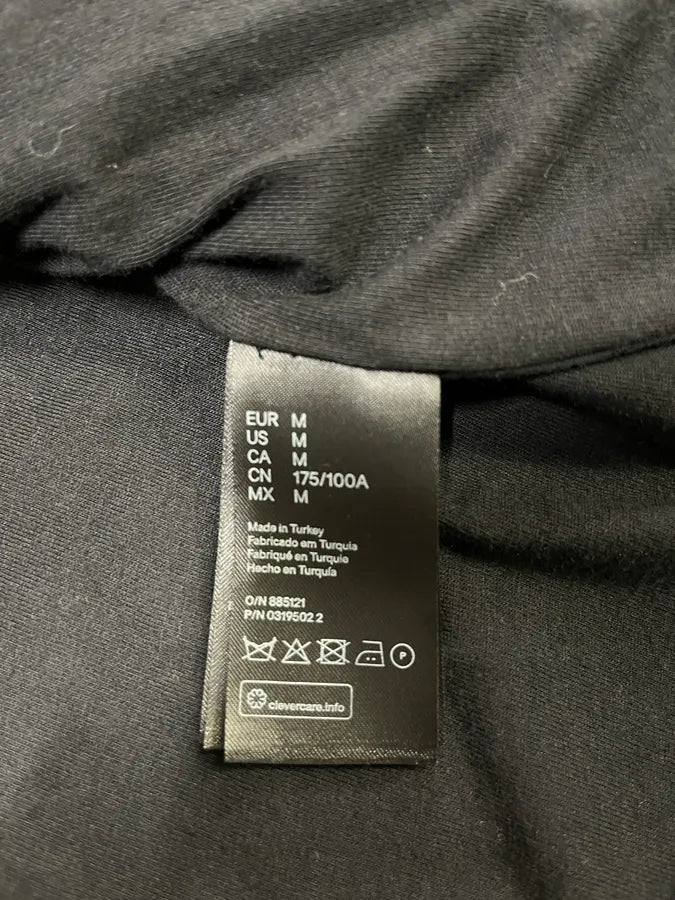 EUR M
US M
CA M
CN 175/100A
MX M
Made in Turkey
Fabricado em Turquia
Fabriqué en Turquie
Hecho en Turquía
O/N 885121
P/N 0319502 2
P
clevercare.info